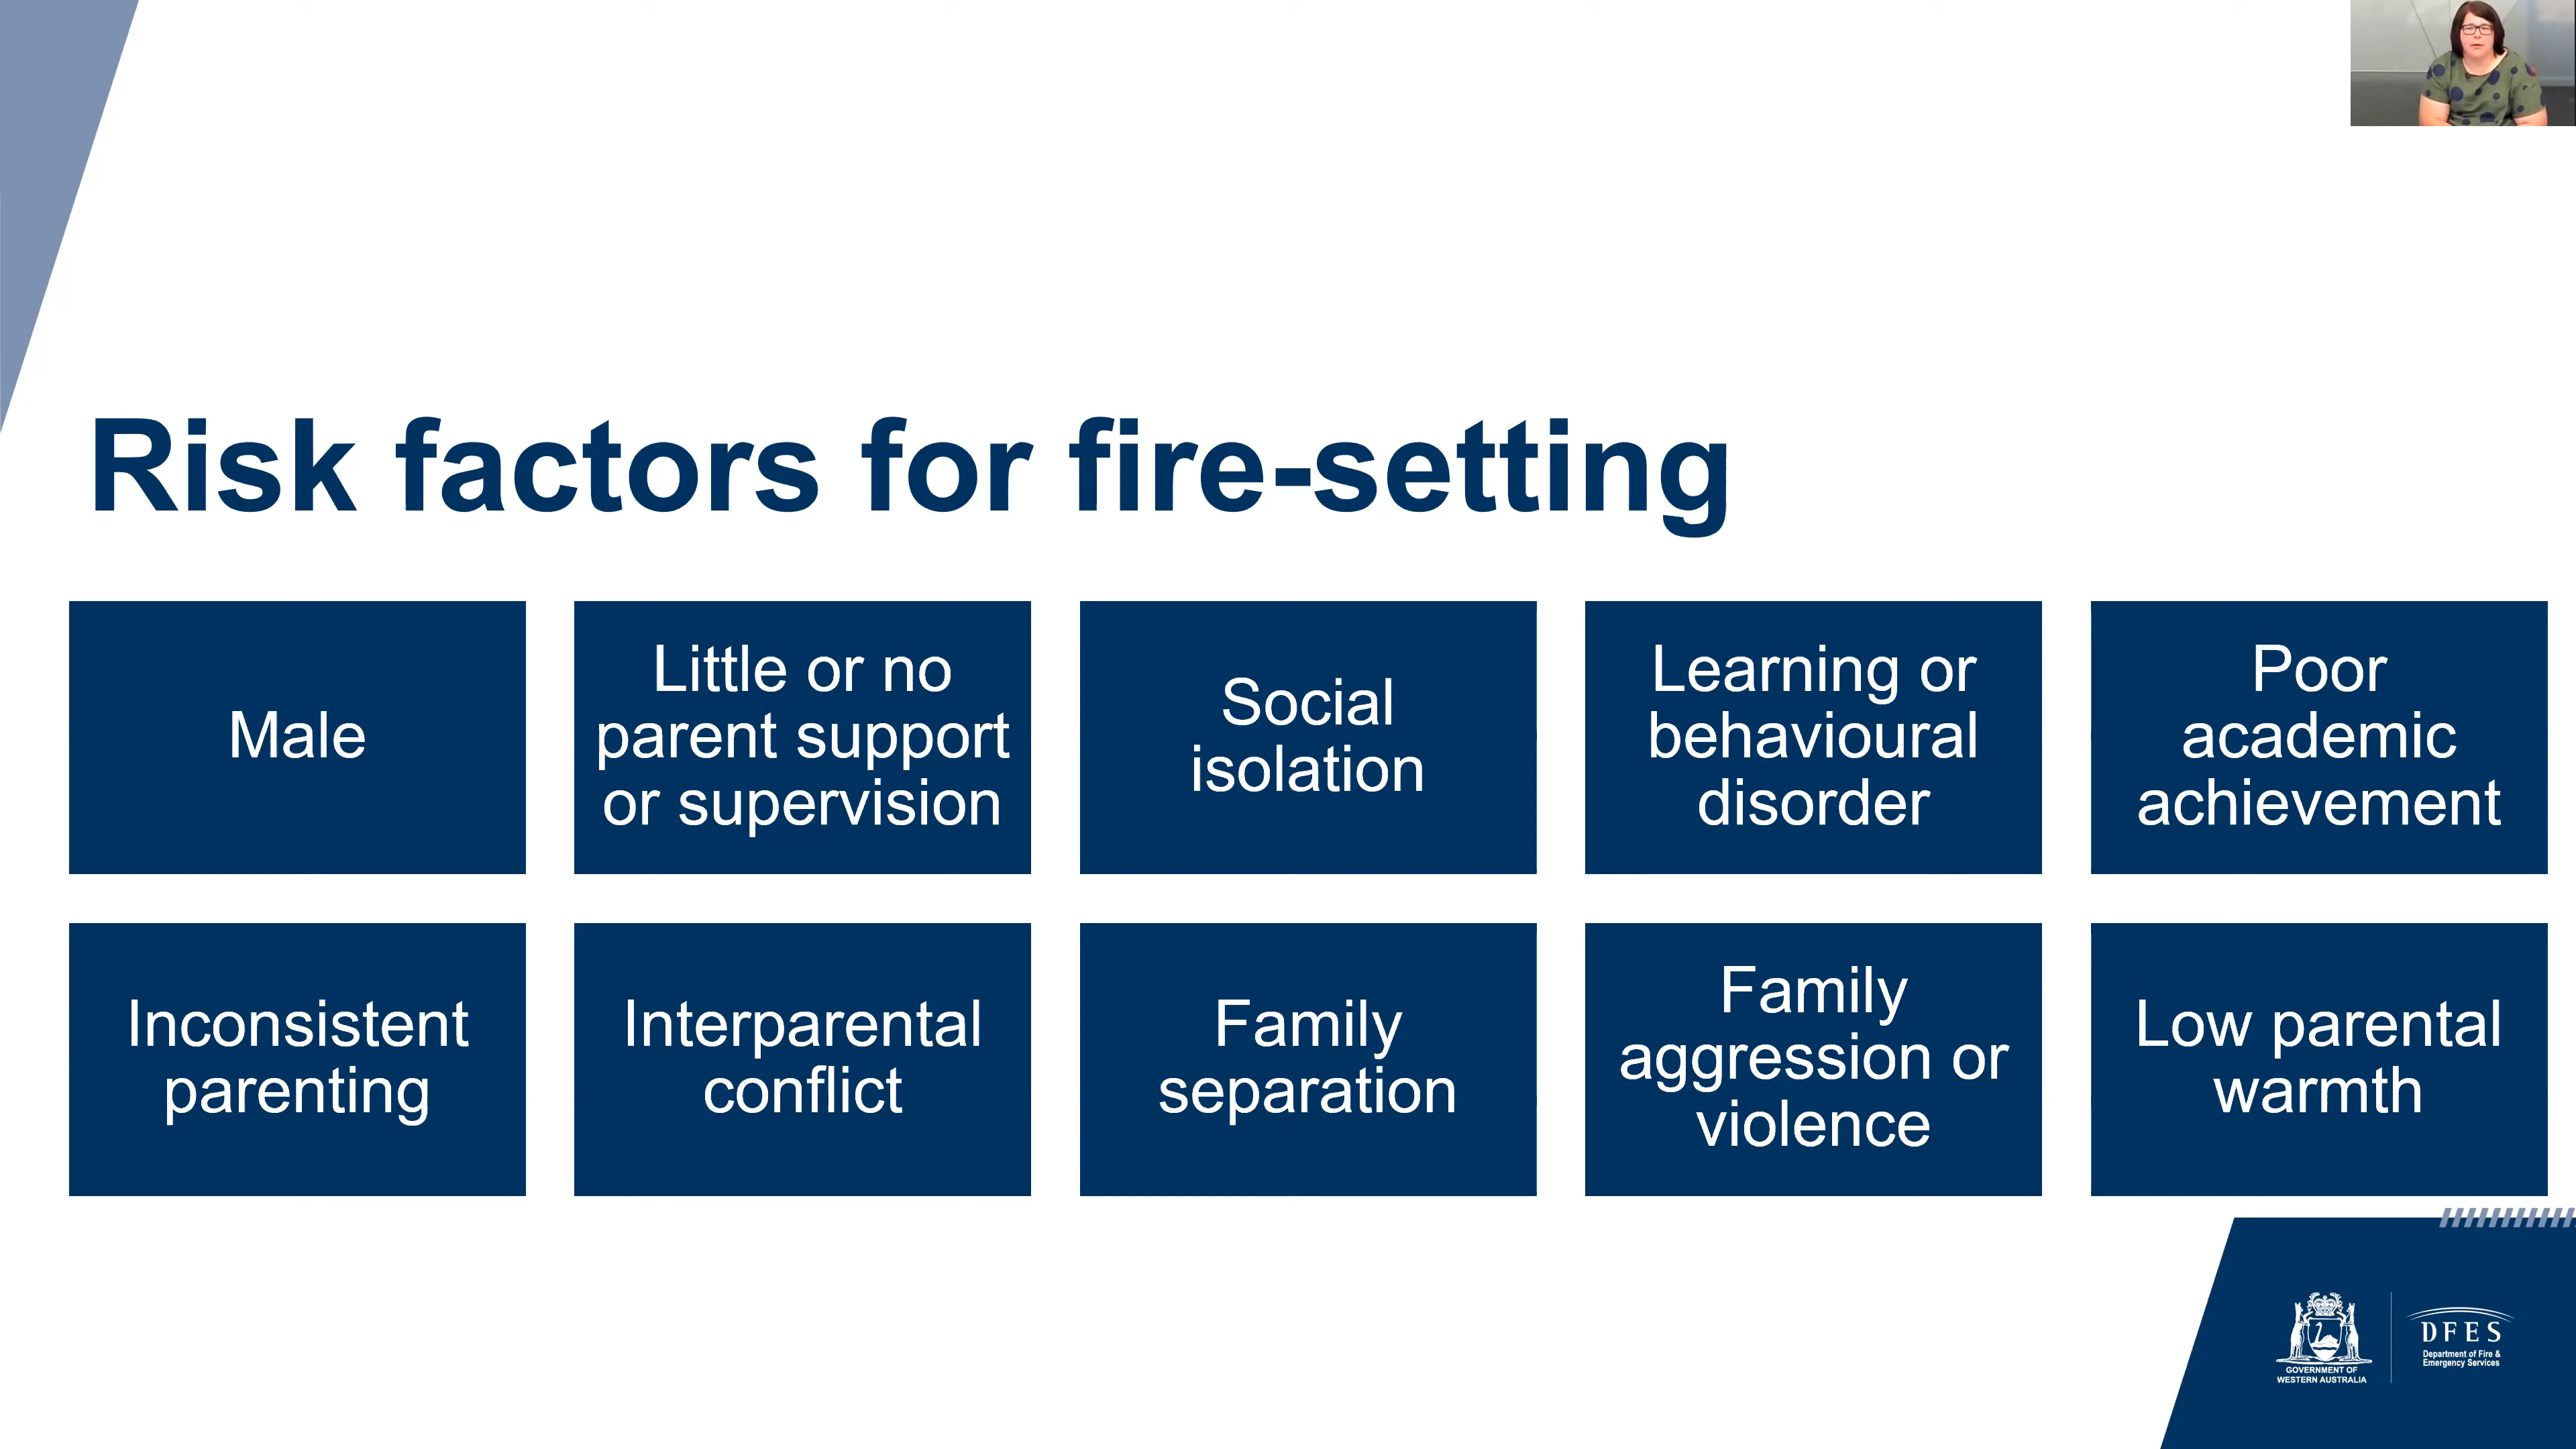 Risk factors for fire-setting
Male
Little or no
parent support
or supervision
Social
isolation
Learning or
behavioural
disorder
Poor
academic
achievement
Inconsistent
parenting
Interparental
conflict
Family
separation
Family
aggression or
violence
Low parental
warmth
GOVERNMENT OF
WESTERN AUSTRALIA
DFES
Department of Fire &
Emergency Services